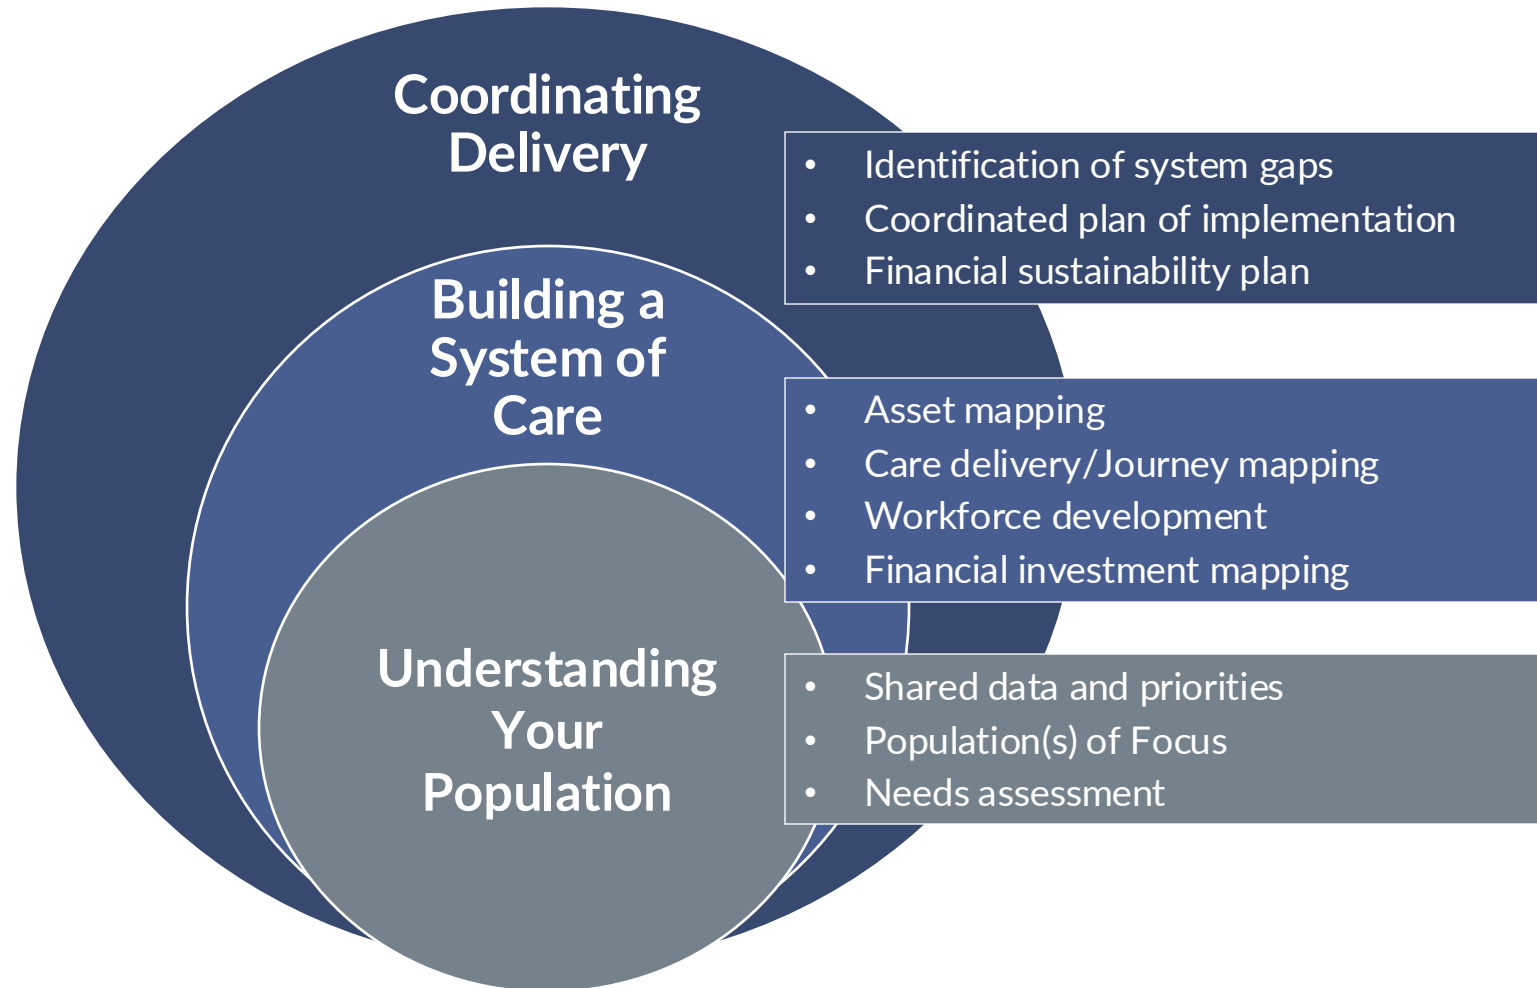 Coordinating
Delivery
• Identification of system gaps
• Coordinated plan of implementation
• Financial sustainability plan
Building a
System of
Care
• Asset mapping
• Care delivery/Journey mapping
• Workforce development
• Financial investment mapping
Understanding
Your
Population
• Shared data and priorities
• Population(s) of Focus
• Needs assessment